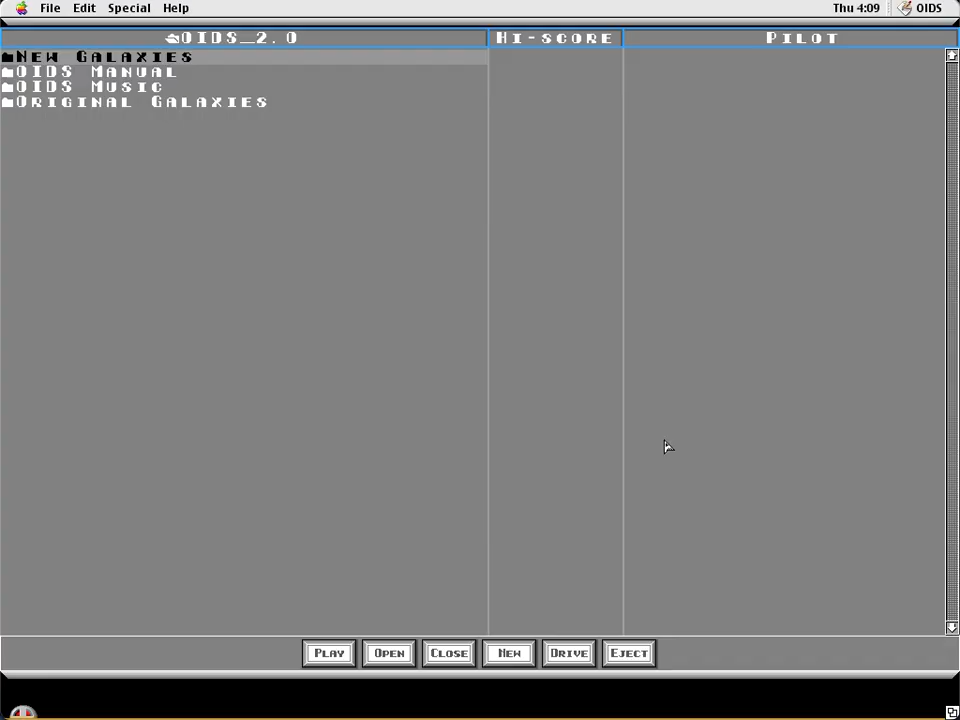 File Edit Special Help Thu 4:09 OIDS
OIDS_2.0 Hi-score Pilot
New Galaxies
OIDS Manual
OIDS Music
Original Galaxies
Play Open Close New Drive Eject